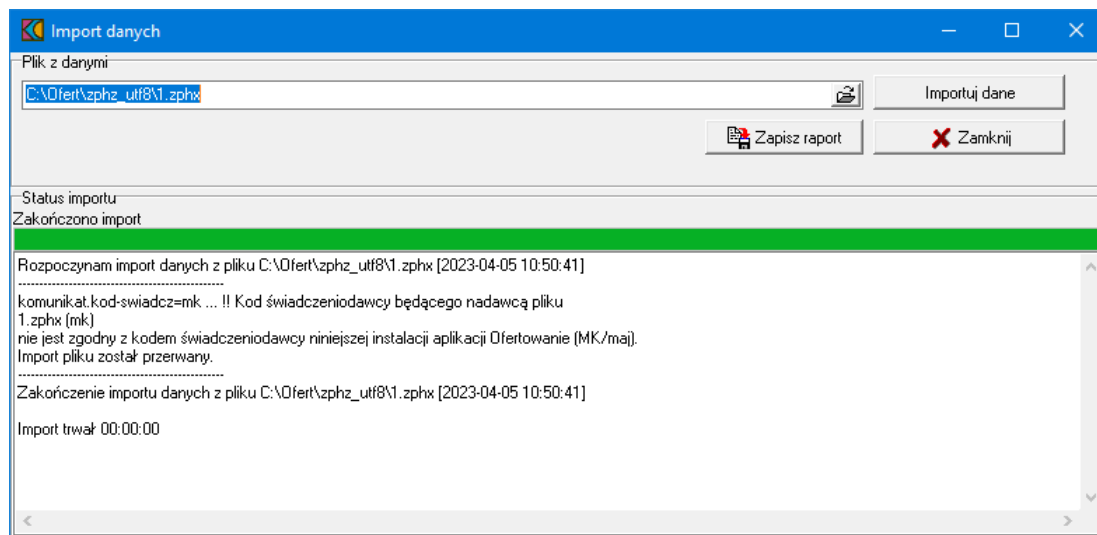 Import danych
Plik z danymi
C:\Ofert\zphz_utf8\1.zphx
Importuj dane
Zapisz raport
Zamknij
Status importu
Zakończono import
Rozpoczynam import danych z pliku C:\Ofert\zphz_utf8\1.zphx [2023-04-05 10:50:41]
------------------------------------------------
komunikat.kod-swiadcz=mk ... !! Kod świadczeniodawcy będącego nadawcą pliku
1.zphx (mk)
nie jest zgodny z kodem świadczeniodawcy niniejszej instalacji aplikacji Ofertowanie (MK/maj).
Import pliku został przerwany.
------------------------------------------------
Zakończenie importu danych z pliku C:\Ofert\zphz_utf8\1.zphx [2023-04-05 10:50:41]
Import trwał 00:00:00